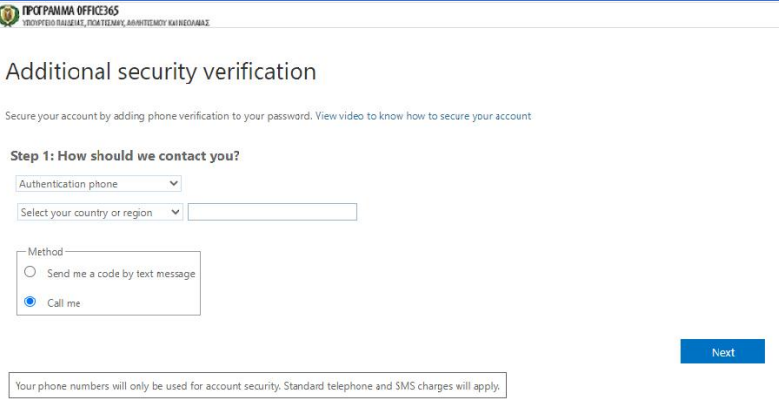 ΠΡΟΓΡΑΜΜΑ OFFICE365
ΥΠΟΥΡΓΕΙΟ ΠΑΙΔΕΙΑΣ, ΠΟΛΙΤΙΣΜΟΥ, ΑΘΛΗΤΙΣΜΟΥ ΚΑΙ ΝΕΟΛΑΙΑΣ
Additional security verification
Secure your account by adding phone verification to your password. View video to know how to secure your account
Step 1: How should we contact you?
Authentication phone
Select your country or region
Method
Send me a code by text message
Call me
Next
Your phone numbers will only be used for account security. Standard telephone and SMS charges will apply.